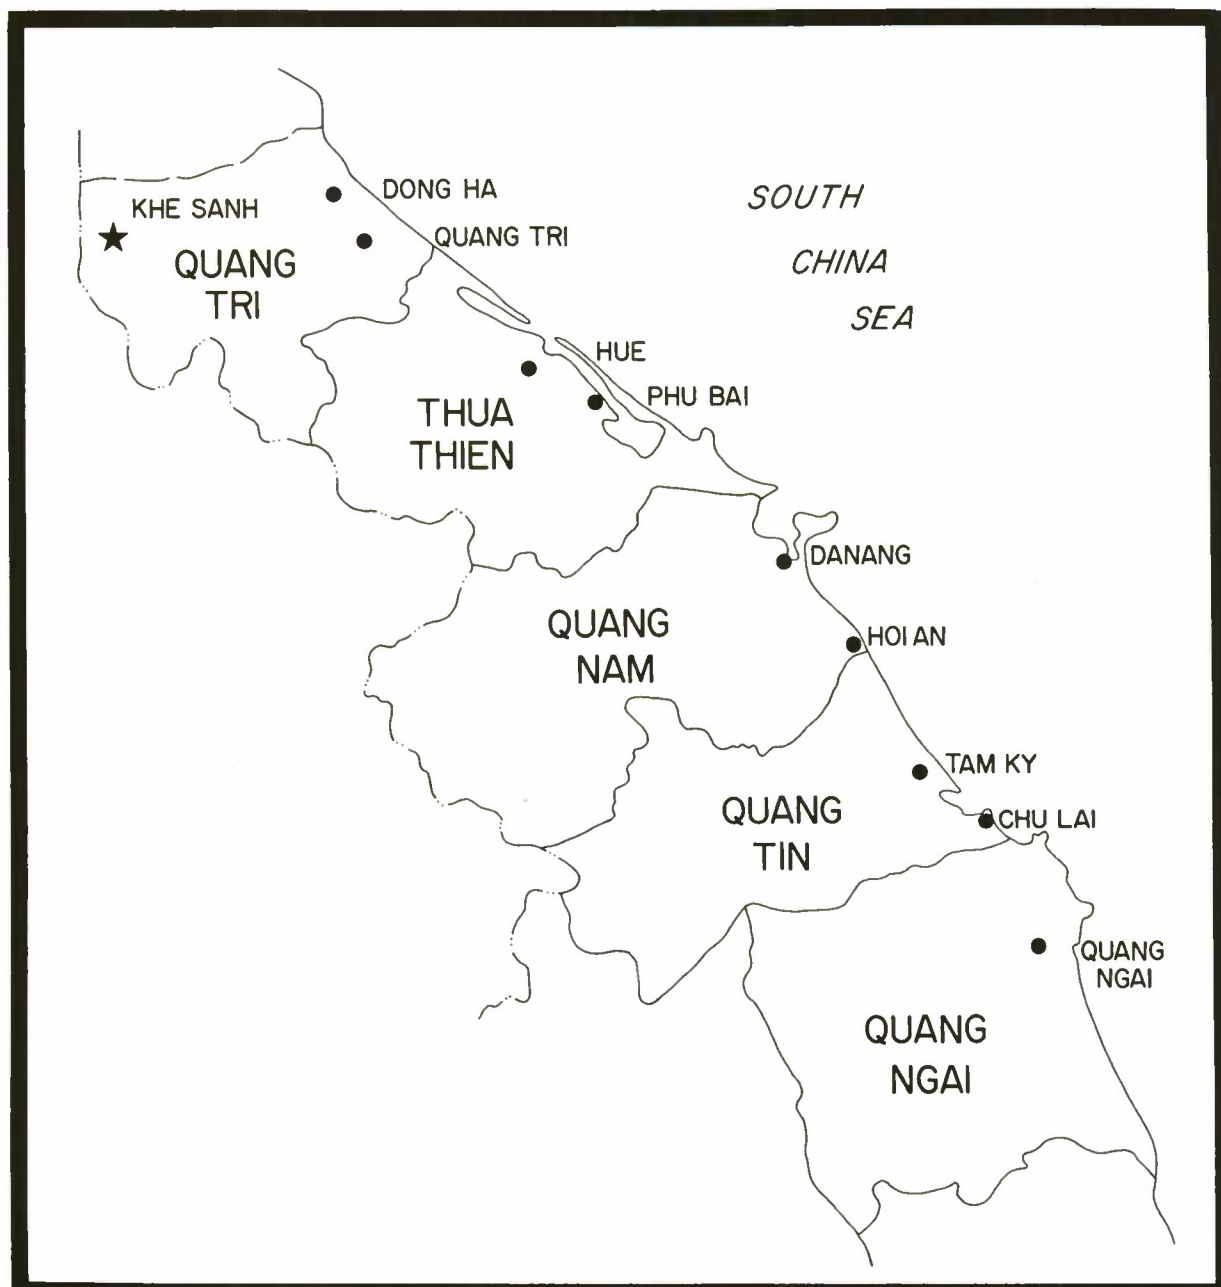 DONG HA
SOUTH
KHE SANH
QUANG TRI
CHINA
QUANG
TRI
SEA
HUE
PHU BAI
THUA
THIEN
DANANG
QUANG
NAM
HOI AN
TAM KY
QUANG
TIN
CHU LAI
QUANG
NGAI
QUANG
NGAI